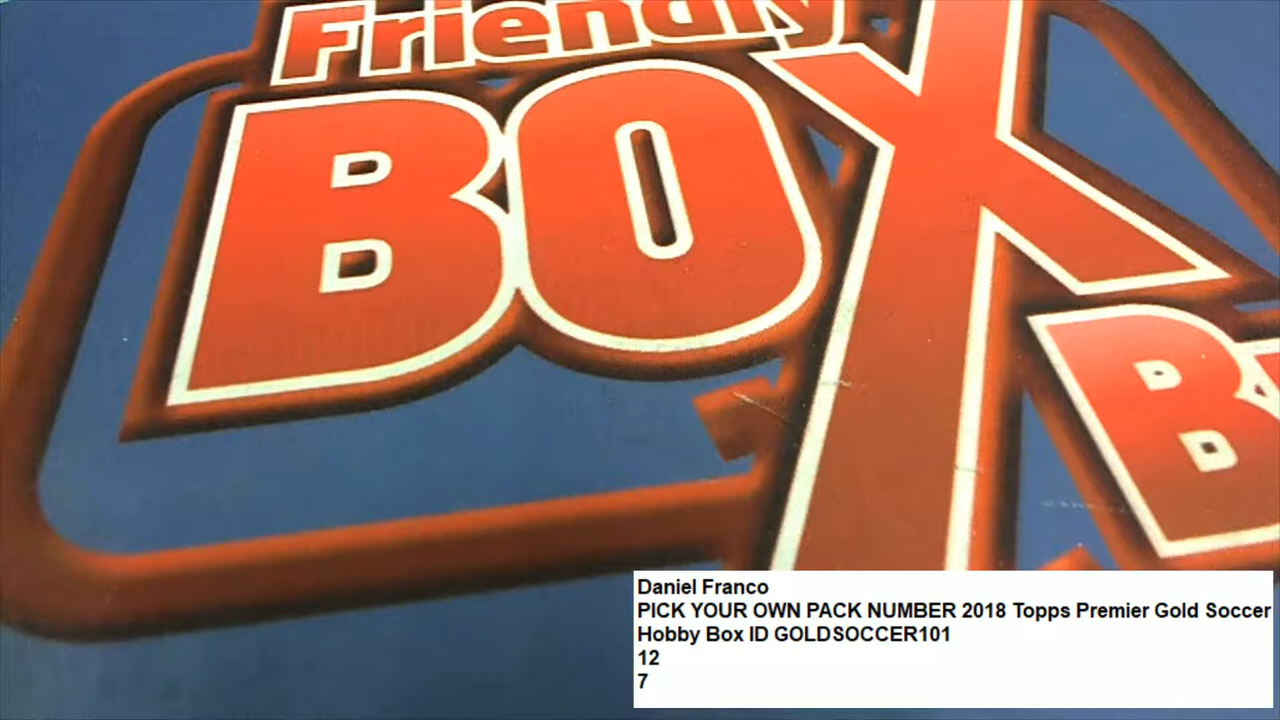 Friendly
BOX
B
Daniel Franco
PICK YOUR OWN PACK NUMBER 2018 Topps Premier Gold Soccer
Hobby Box ID GOLDSOCCER101
12
7